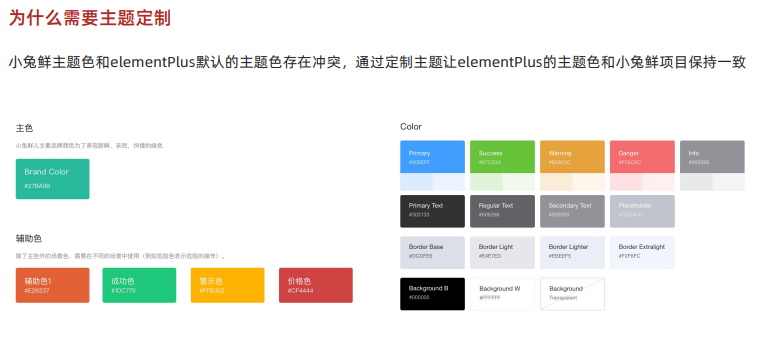 为什么需要主题定制
小兔鲜主题色和elementPlus默认的主题色存在冲突，通过定制主题让elementPlus的主题色和小兔鲜项目保持一致
主色
小兔鲜儿主要品牌颜色为了表现新鲜、亲民、快捷的绿色
Brand Color
#27BA9B
辅助色
除了主色外的场景色，需要在不同的场景中使用（例如危险色表示危险的操作）。
辅助色1
#E26237
成功色
#1DC779
警示色
#FFB302
价格色
#CF4444
Color
Primary
#409EFF
Success
#67C23A
Warning
#E6A23C
Danger
#F56C6C
Info
#909399
Primary Text
#303133
Regular Text
#606266
Secondary Text
#909399
Placeholder
#C0C4CC
Border Base
#DCDFE6
Border Light
#E4E7ED
Border Lighter
#EBEEF5
Border Extralight
#F2F6FC
Background B
#000000
Background W
#FFFFFF
Background
Transparent